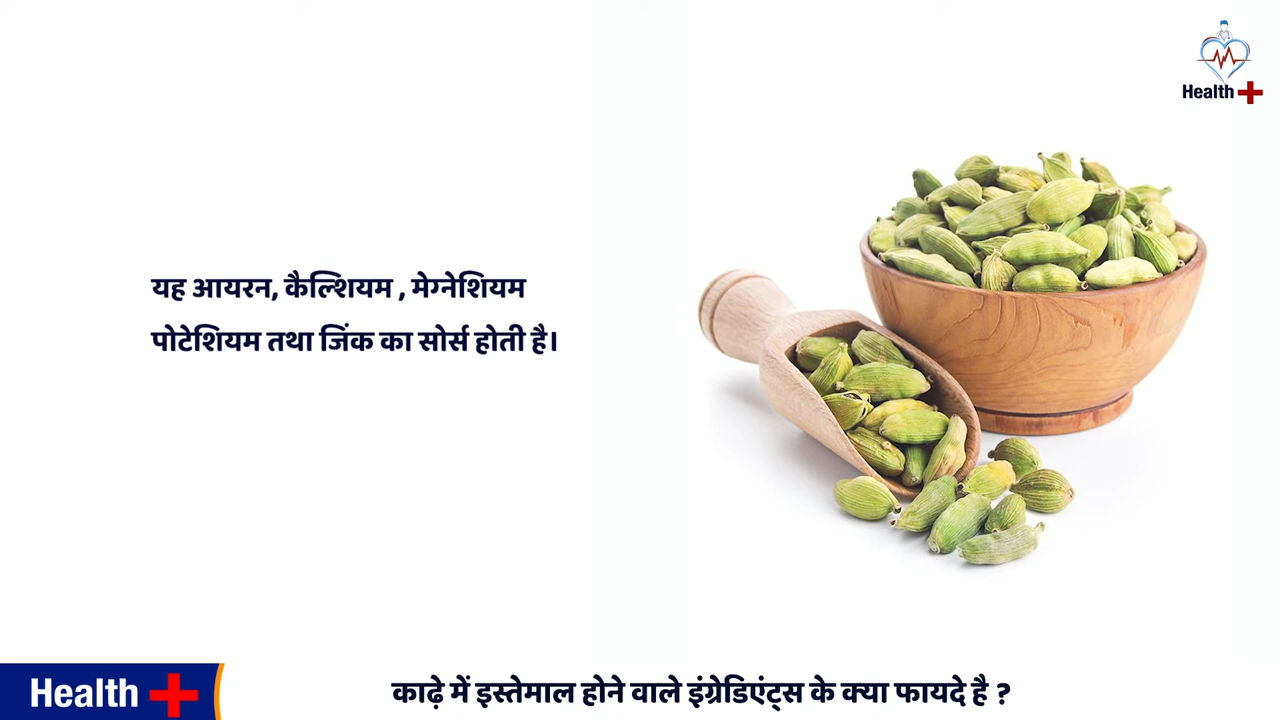 Health
यह आयरन, कैल्शियम , मेग्नेशियम
पोटेशियम तथा जिंक का सोर्स होती है।
Health
काढ़े में इस्तेमाल होने वाले इंग्रेडिएंट्स के क्या फायदे है ?